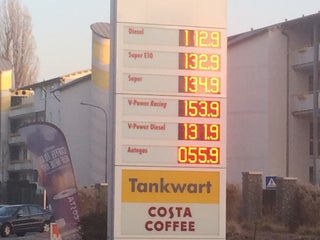 Diesel 112.9
Super E10 132.9
Super 134.9
V-Power Racing 153.9
V-Power Diesel 131.9
Autogas 055.9
Tankwart
COSTA
COFFEE